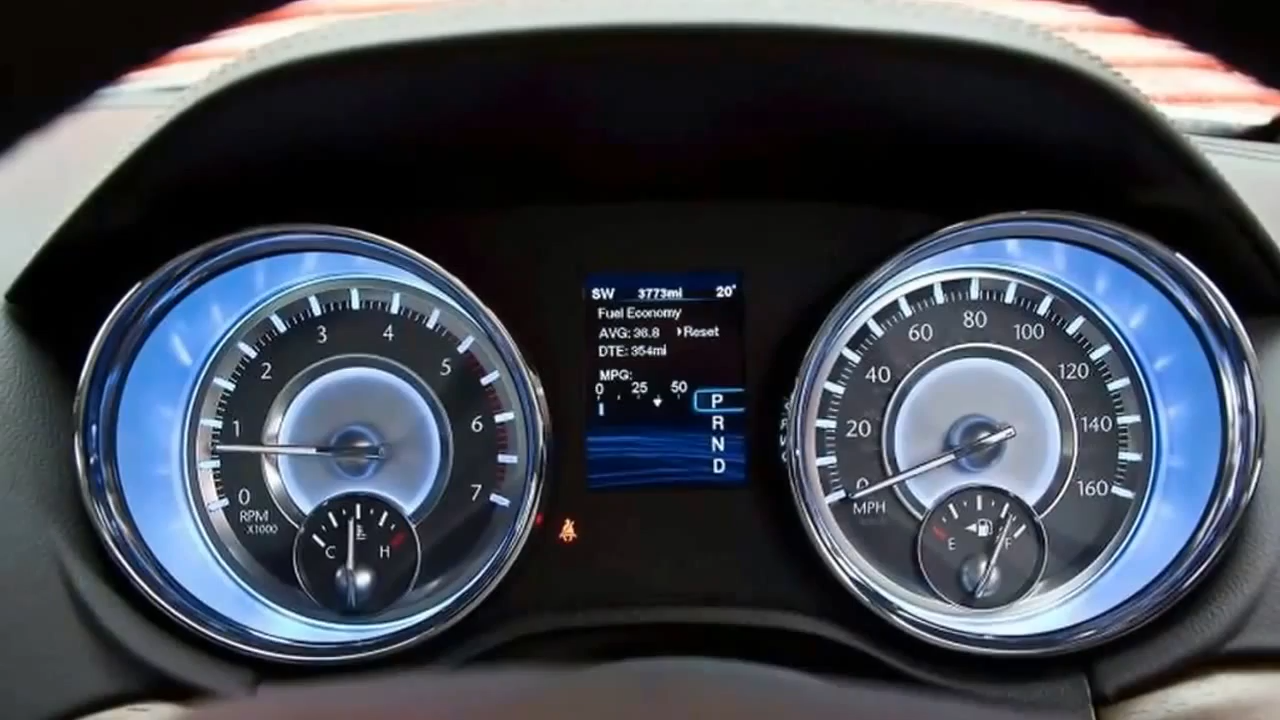 0
1
2
3
4
5
6
7
RPM
X1000
C H
SW 3773mi 20°
Fuel Economy
AVG: 36.8 Reset
DTE: 354mi
MPG:
0 25 50
P
R
N
D
0
20
40
60
80
100
120
140
160
MPH
E F